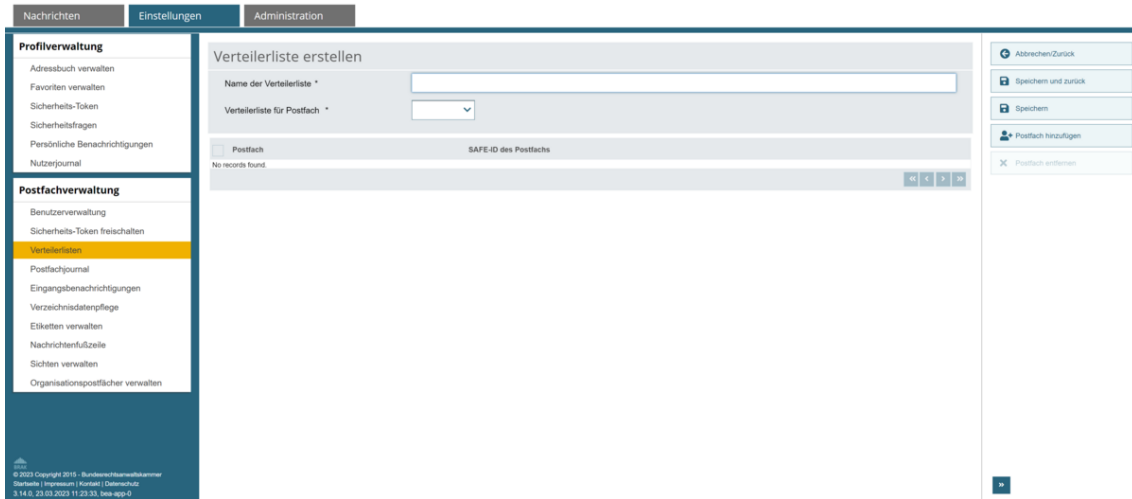 Nachrichten
Einstellungen
Administration
Profilverwaltung
Adressbuch verwalten
Favoriten verwalten
Sicherheits-Token
Sicherheitsfragen
Persönliche Benachrichtigungen
Nutzerjournal
Postfachverwaltung
Benutzerverwaltung
Sicherheits-Token freischalten
Verteilerlisten
Postfachjournal
Eingangsbenachrichtigungen
Verzeichnisdatenpflege
Etiketten verwalten
Nachrichtenfußzeile
Sichten verwalten
Organisationspostfächer verwalten
BRAK
© 2023 Copyright 2015 - Bundesrechtsanwaltskammer
Startseite | Impressum | Kontakt | Datenschutz
3.14.0, 23.03.2023 11:23:33, bea-app-0
Verteilerliste erstellen
Name der Verteilerliste *
Verteilerliste für Postfach *
Postfach SAFE-ID des Postfachs
No records found.
Abbrechen/Zurück
Speichern und zurück
Speichern
Postfach hinzufügen
Postfach entfernen